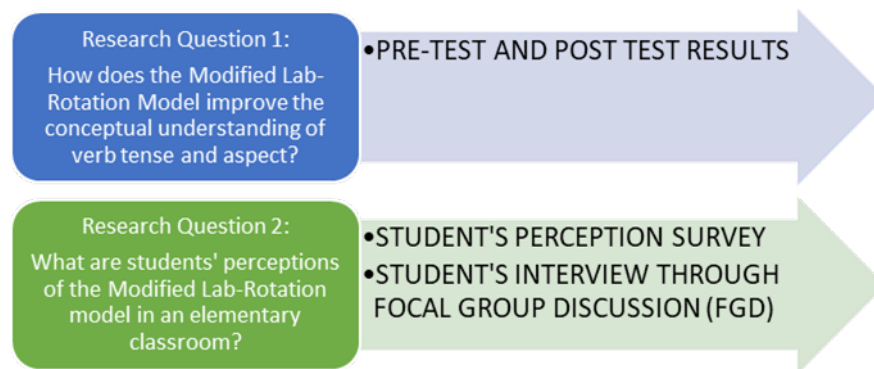 Research Question 1:
How does the Modified Lab-
Rotation Model improve the
conceptual understanding of
verb tense and aspect?
•PRE-TEST AND POST TEST RESULTS
Research Question 2:
What are students' perceptions
of the Modified Lab-Rotation
model in an elementary
classroom?
•STUDENT'S PERCEPTION SURVEY
•STUDENT'S INTERVIEW THROUGH
FOCAL GROUP DISCUSSION (FGD)